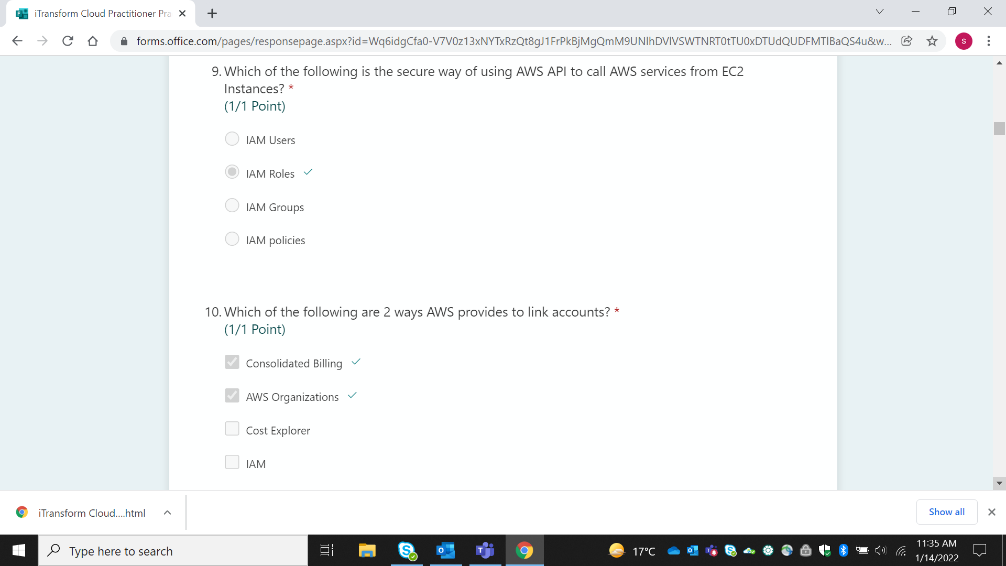 iTransform Cloud Practitioner Pra
forms.office.com/pages/responsepage.aspx?id=Wq6idgCfa0-V7V0z13xNYTxRzQt8gJ1FrPkBjMgQmM9UNlhDVlVSWTNRT0tTU0xDTUdQUDFMTlBaQS4u&w...
S
9. Which of the following is the secure way of using AWS API to call AWS services from EC2
Instances? *
(1/1 Point)
IAM Users
IAM Roles
IAM Groups
IAM policies
10. Which of the following are 2 ways AWS provides to link accounts? *
(1/1 Point)
Consolidated Billing
AWS Organizations
Cost Explorer
IAM
iTransform Cloud....html
Show all
Type here to search
17°C
11:35 AM
1/14/2022